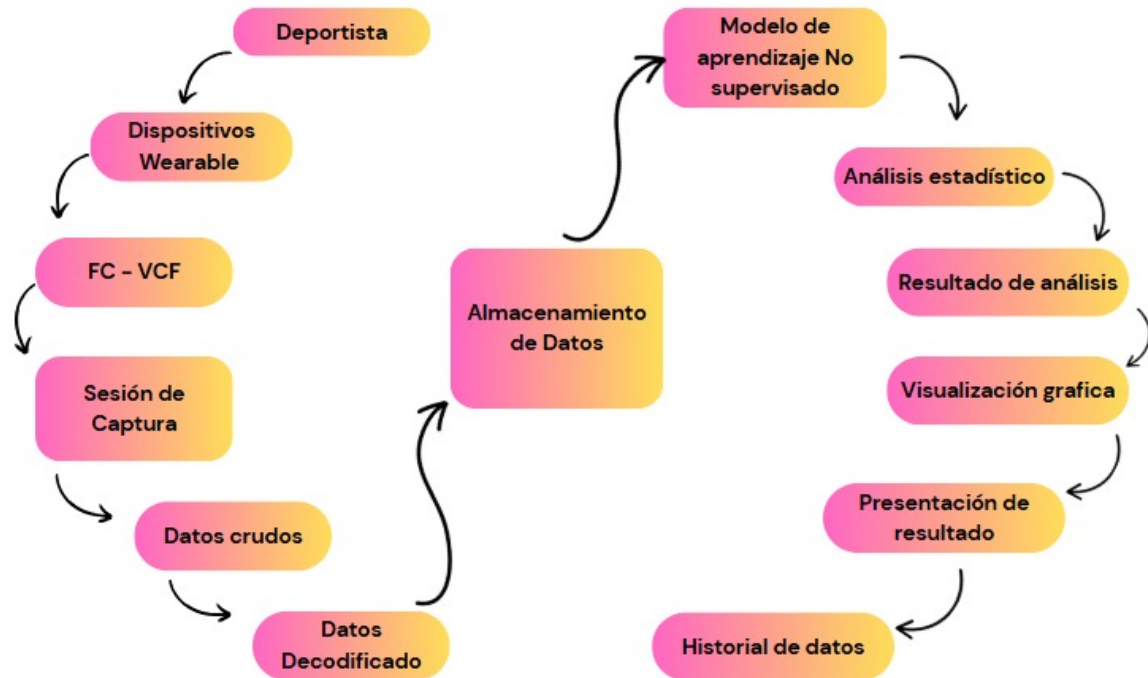 Deportista
Dispositivos
Wearable
FC - VCF
Sesión de
Captura
Datos crudos
Datos
Decodificado
Almacenamiento
de Datos
Modelo de
aprendizaje No
supervisado
Análisis estadístico
Resultado de análisis
Visualización grafica
Presentación de
resultado
Historial de datos